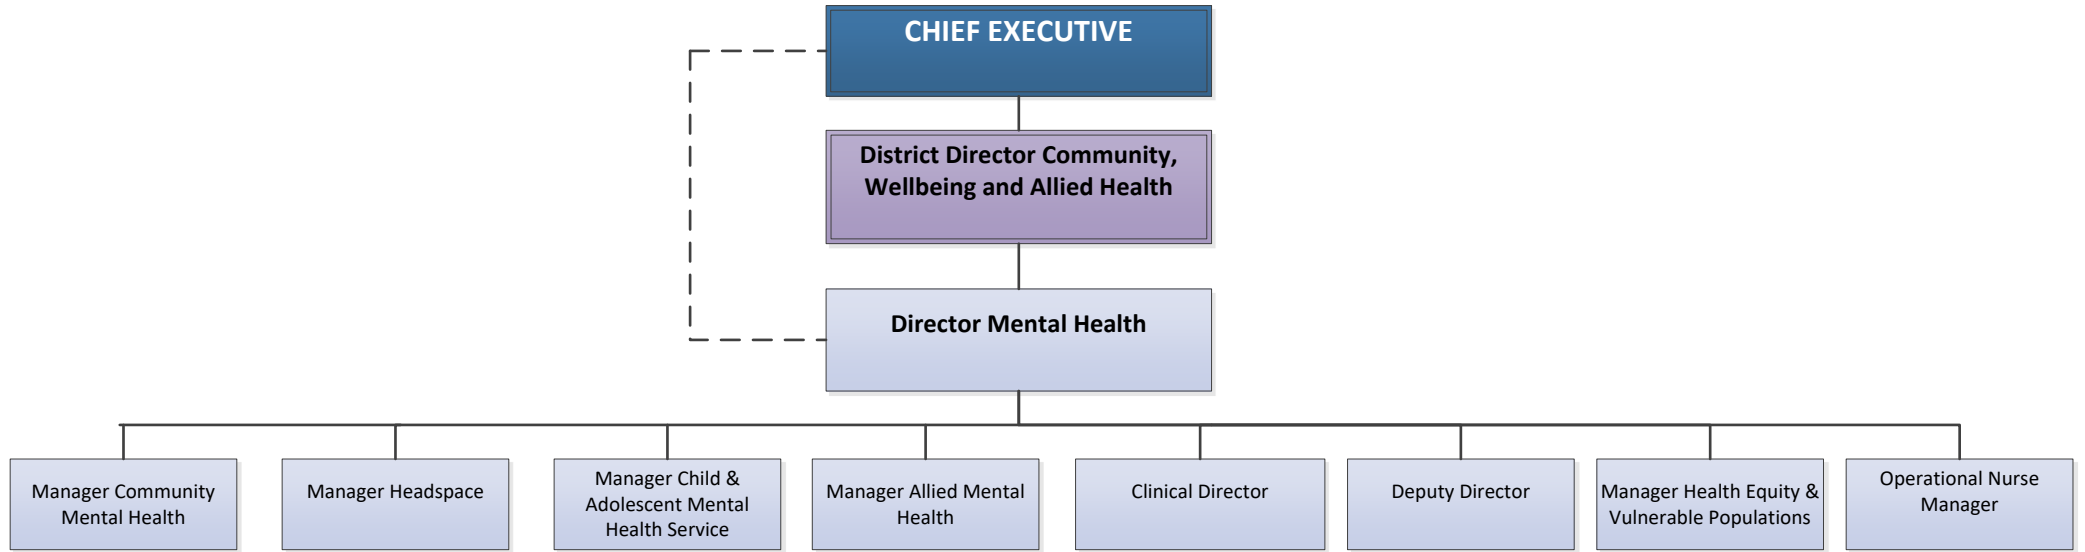 CHIEF EXECUTIVE
District Director Community,
Wellbeing and Allied Health
Director Mental Health
Manager Community
Mental Health
Manager Headspace
Manager Child &
Adolescent Mental
Health Service
Manager Allied Mental
Health
Clinical Director
Deputy Director
Manager Health Equity &
Vulnerable Populations
Operational Nurse
Manager